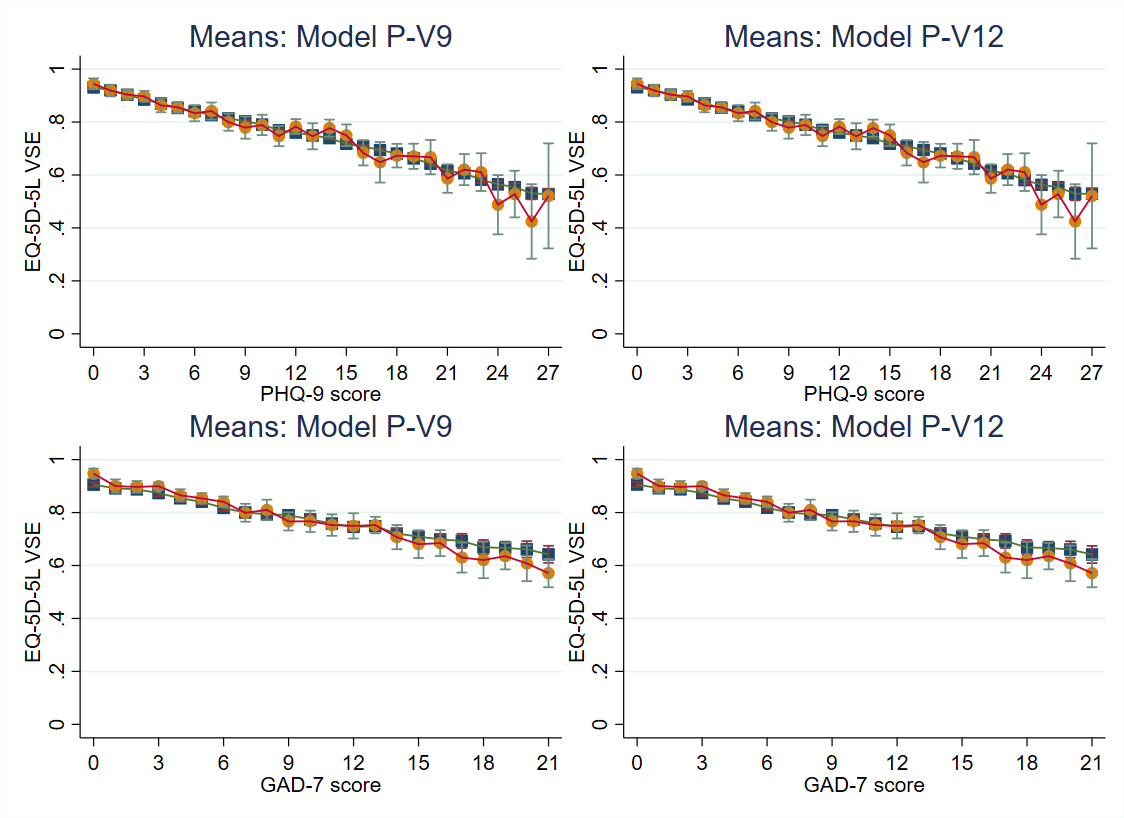 Means: Model P-V9
EQ-5D-5L VSE
1
.8
.6
.4
.2
0
0 3 6 9 12 15 18 21 24 27
PHQ-9 score
Means: Model P-V12
EQ-5D-5L VSE
1
.8
.6
.4
.2
0
0 3 6 9 12 15 18 21 24 27
PHQ-9 score
Means: Model P-V9
EQ-5D-5L VSE
1
.8
.6
.4
.2
0
0 3 6 9 12 15 18 21
GAD-7 score
Means: Model P-V12
EQ-5D-5L VSE
1
.8
.6
.4
.2
0
0 3 6 9 12 15 18 21
GAD-7 score